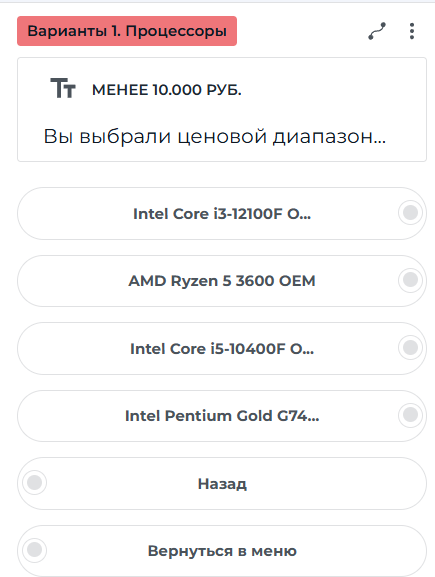 Варианты 1. Процессоры
Tт МЕНЕЕ 10.000 РУБ.
Вы выбрали ценовой диапазон...
Intel Core i3-12100F O...
AMD Ryzen 5 3600 OEM
Intel Core i5-10400F O...
Intel Pentium Gold G74...
Назад
Вернуться в меню